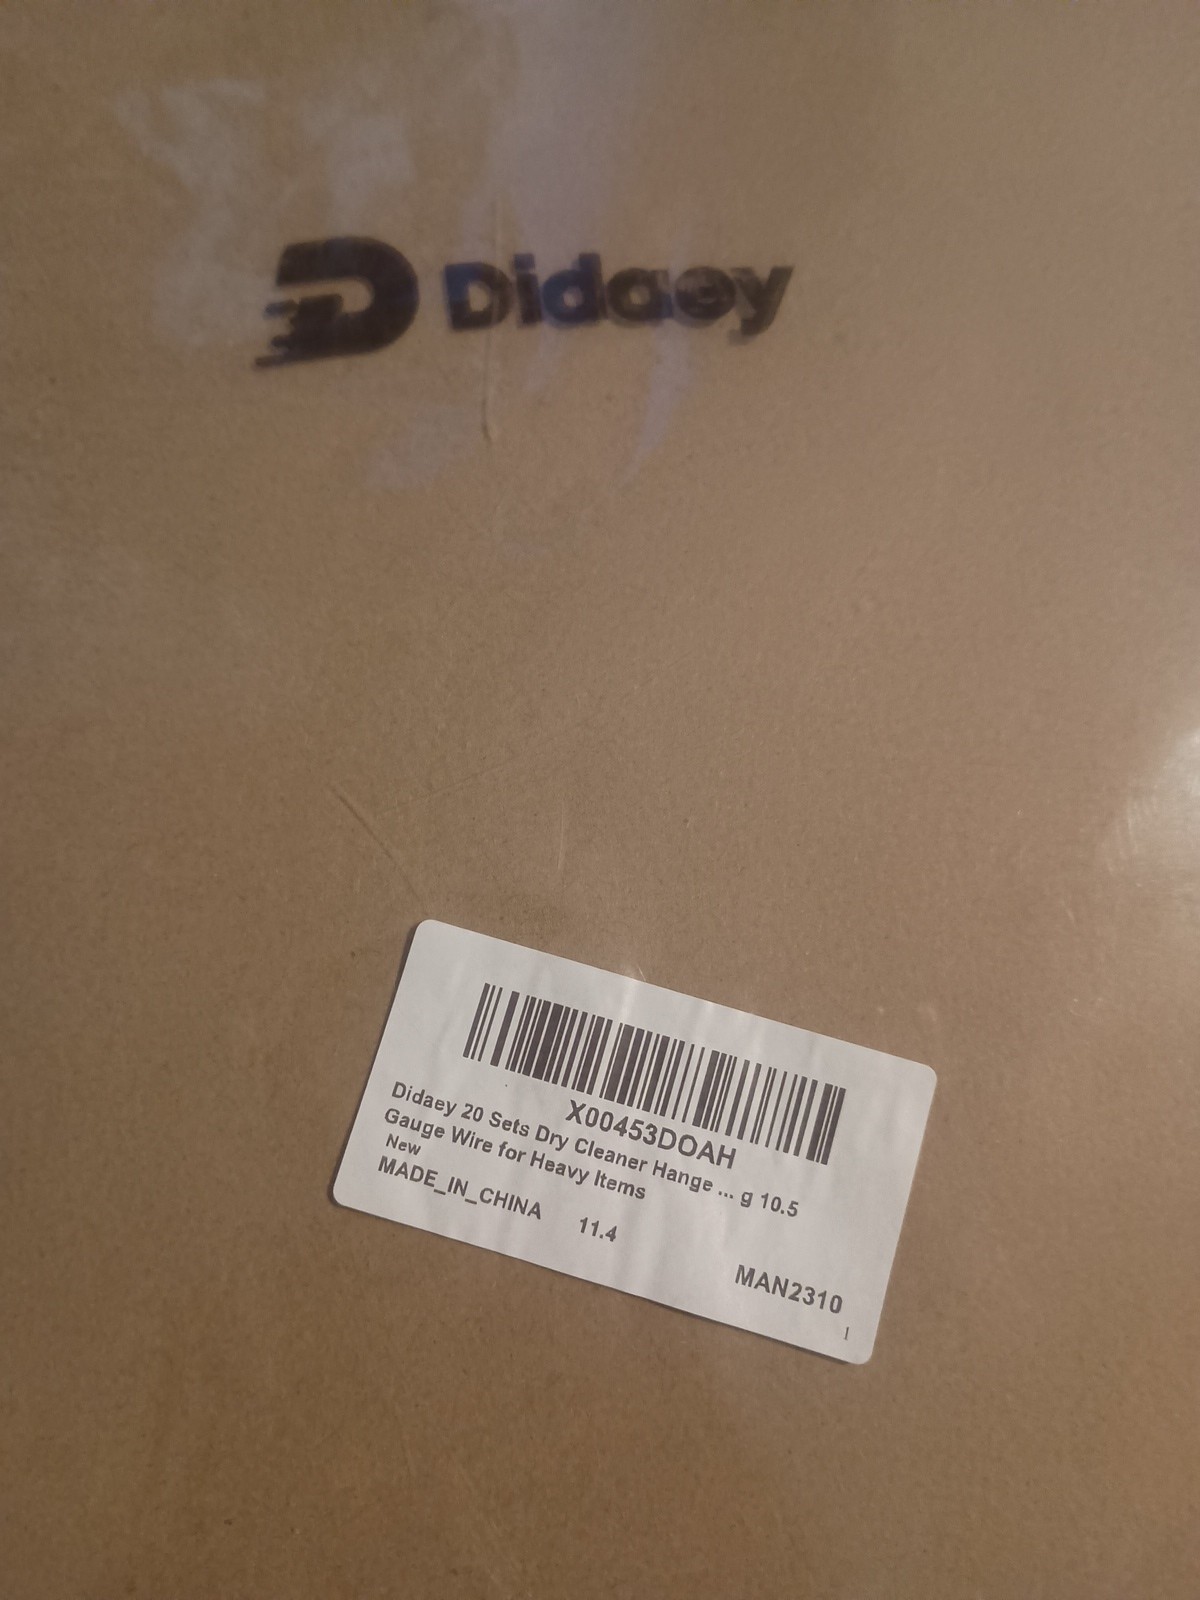 Didaey
X00453DOAH
Didaey 20 Sets Dry Cleaner Hange ... g 10.5
Gauge Wire for Heavy Items
New
MADE_IN_CHINA 11.4
MAN2310
1